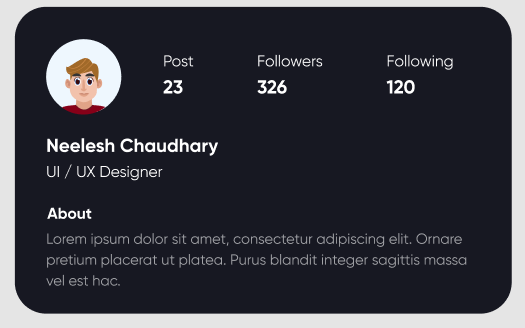 Post Followers Following
23 326 120
Neelesh Chaudhary
UI / UX Designer
About
Lorem ipsum dolor sit amet, consectetur adipiscing elit. Ornare
pretium placerat ut platea. Purus blandit integer sagittis massa
vel est hac.